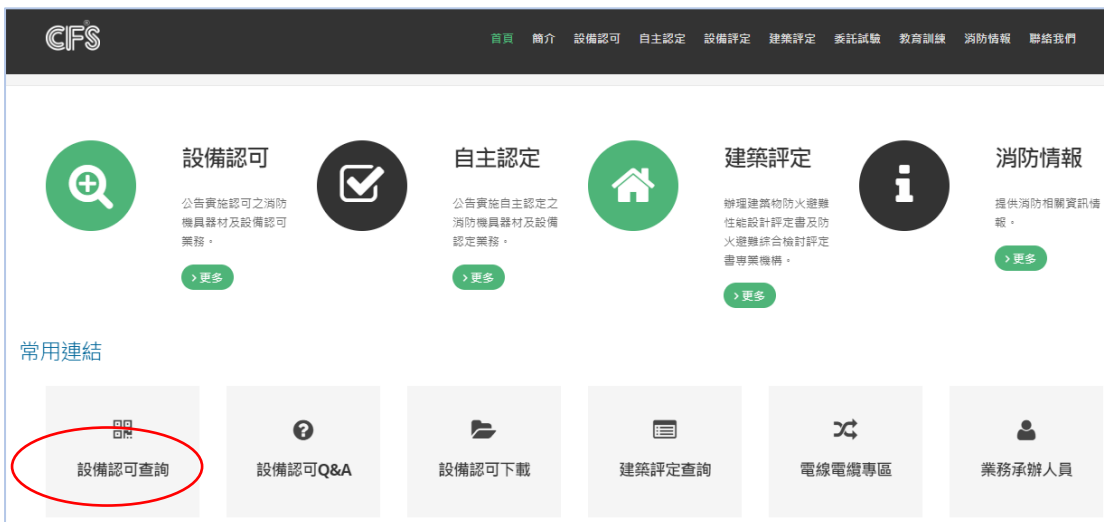 CFS®
首頁 簡介 設備認可 自主認定 設備評定 建築評定 委託試驗 教育訓練 消防情報 聯絡我們
設備認可
公告實施認可之消防
機具器材及設備認可
業務。
更多
自主認定
公告實施自主認定之
消防機具器材及設備
認定業務。
更多
建築評定
辦理建築物防火避難
性能設計評定書及防
火避難綜合檢討評定
書專業機構。
更多
消防情報
提供消防相關資訊情
報。
更多
常用連結
設備認可查詢
設備認可Q&A
設備認可下載
建築評定查詢
電線電纜專區
業務承辦人員